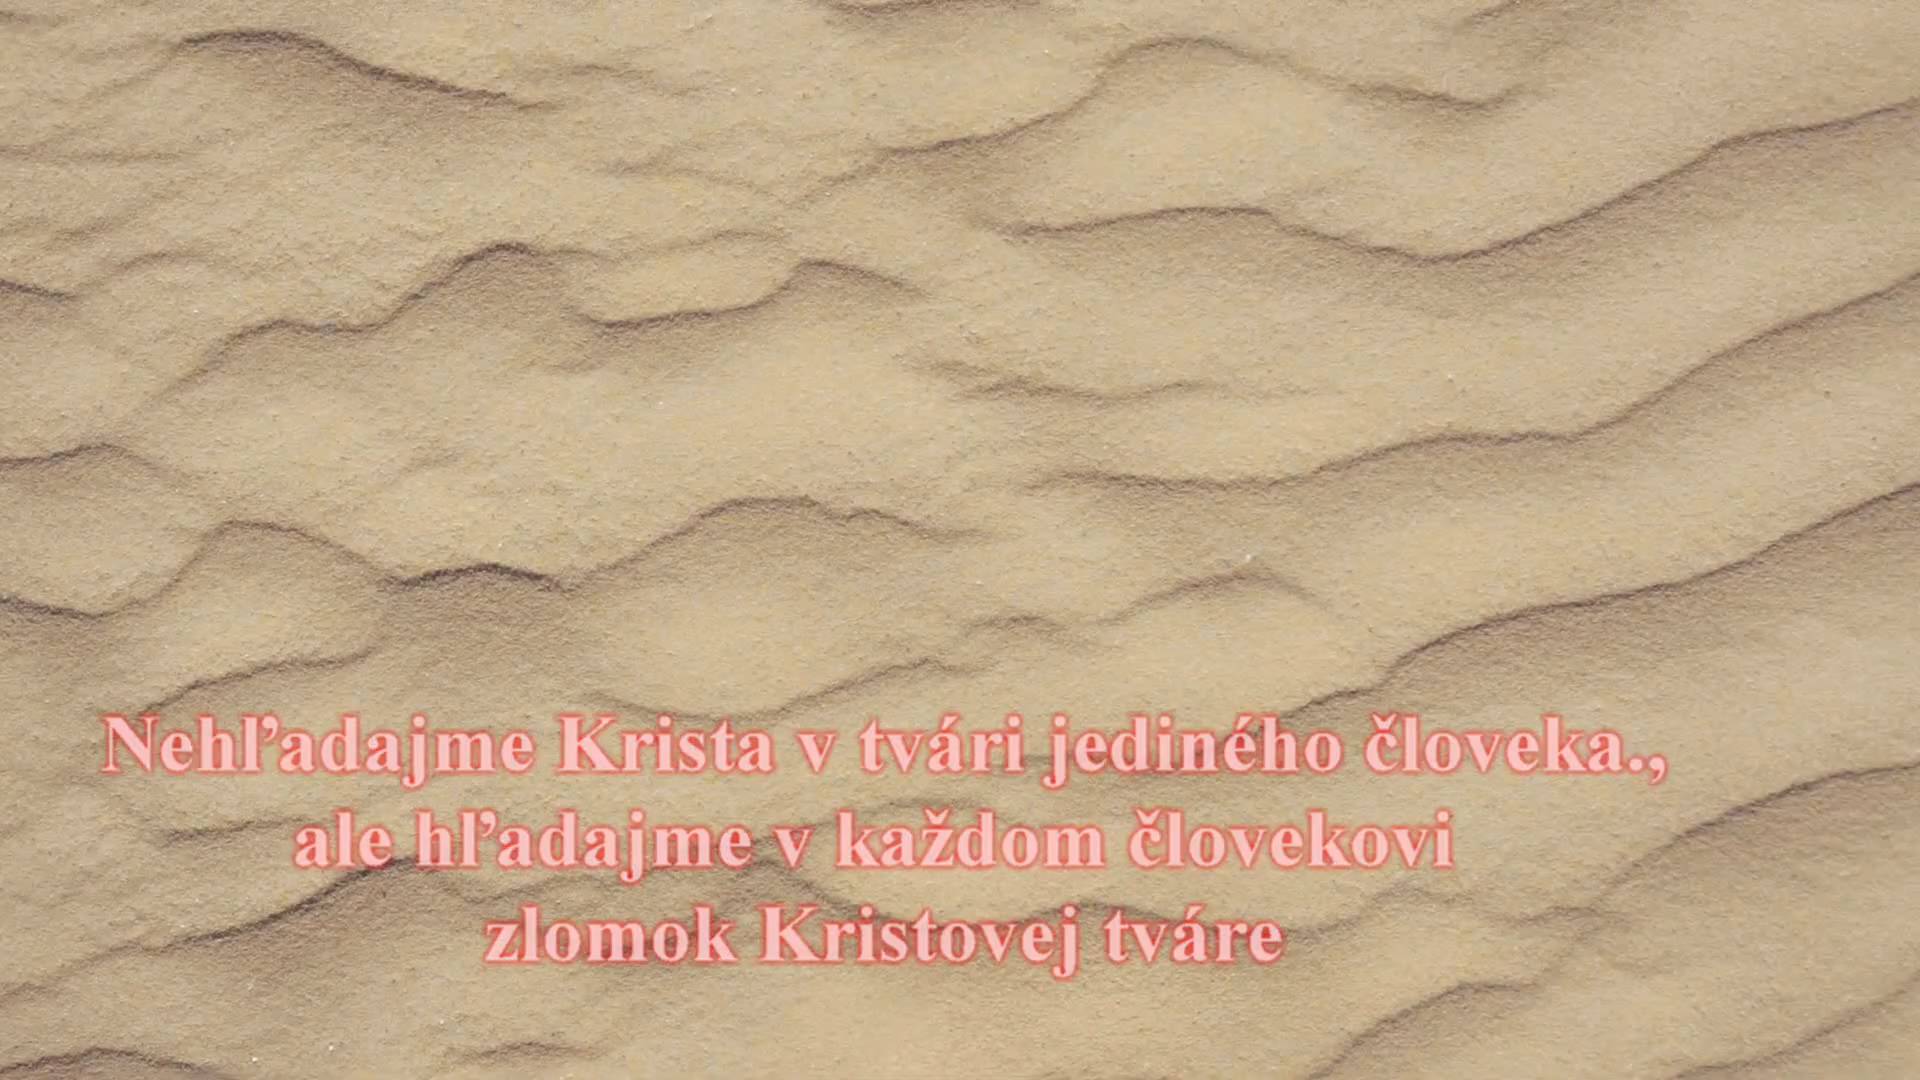 Nehľadajme Krista v tvári jediného človeka.,
ale hľadajme v každom človekovi
zlomok Kristovej tváre